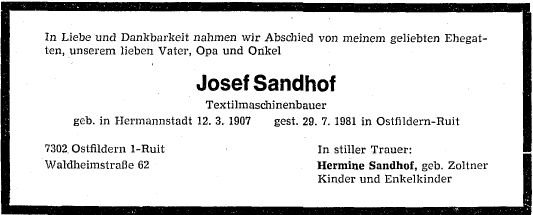 In Liebe und Dankbarkeit nahmen wir Abschied von meinem geliebten Ehegat-
ten, unserem lieben Vater, Opa und Onkel
Josef Sandhof
Textilmaschinenbauer
geb. in Hermannstadt 12. 3. 1907 gest. 29. 7. 1981 in Ostfildern-Ruit
7302 Ostfildern 1-Ruit
Waldheimstraße 62
In stiller Trauer:
Hermine Sandhof, geb. Zoltner
Kinder und Enkelkinder